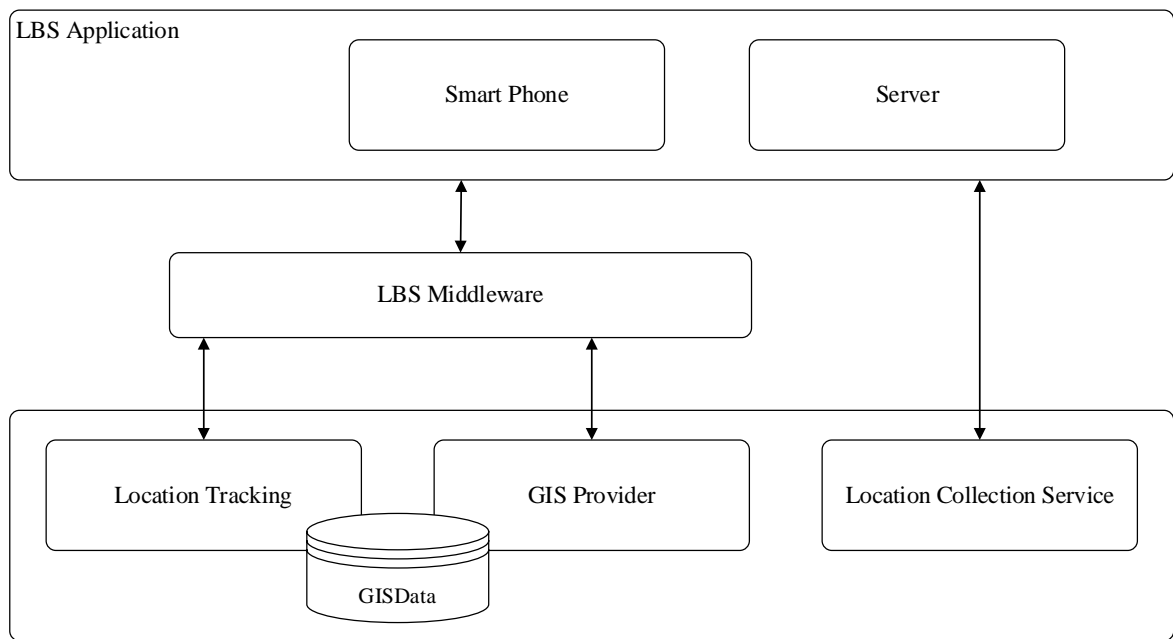 LBS Application
Smart Phone
Server
LBS Middleware
Location Tracking
GIS Provider
Location Collection Service
GISData